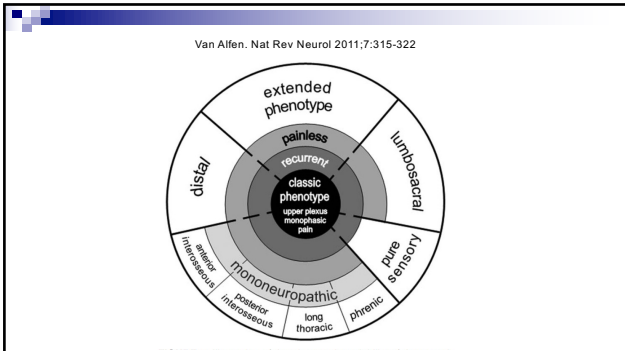 Van Alfen. Nat Rev Neurol 2011;7:315-322
extended
phenotype
painless
recurrent
classic
phenotype
upper plexus
monophasic
pain
distal
lumbosacral
pure
sensory
mononeuropathic
anterior
interosseous
posterior
interosseous
long
thoracic
phrenic